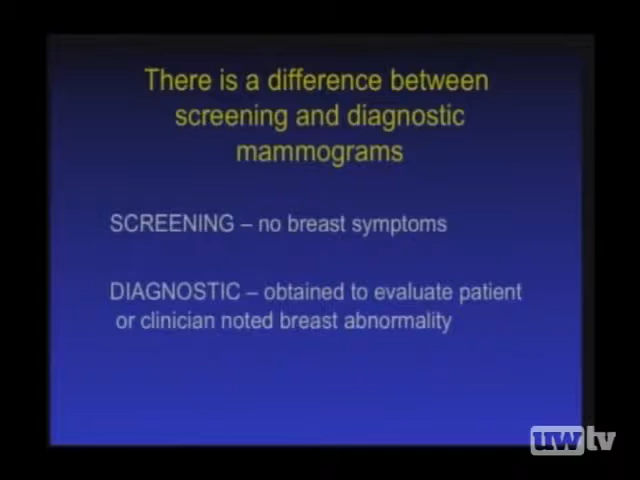 There is a difference between
screening and diagnostic
mammograms
SCREENING – no breast symptoms
DIAGNOSTIC – obtained to evaluate patient
or clinician noted breast abnormality
uwtv